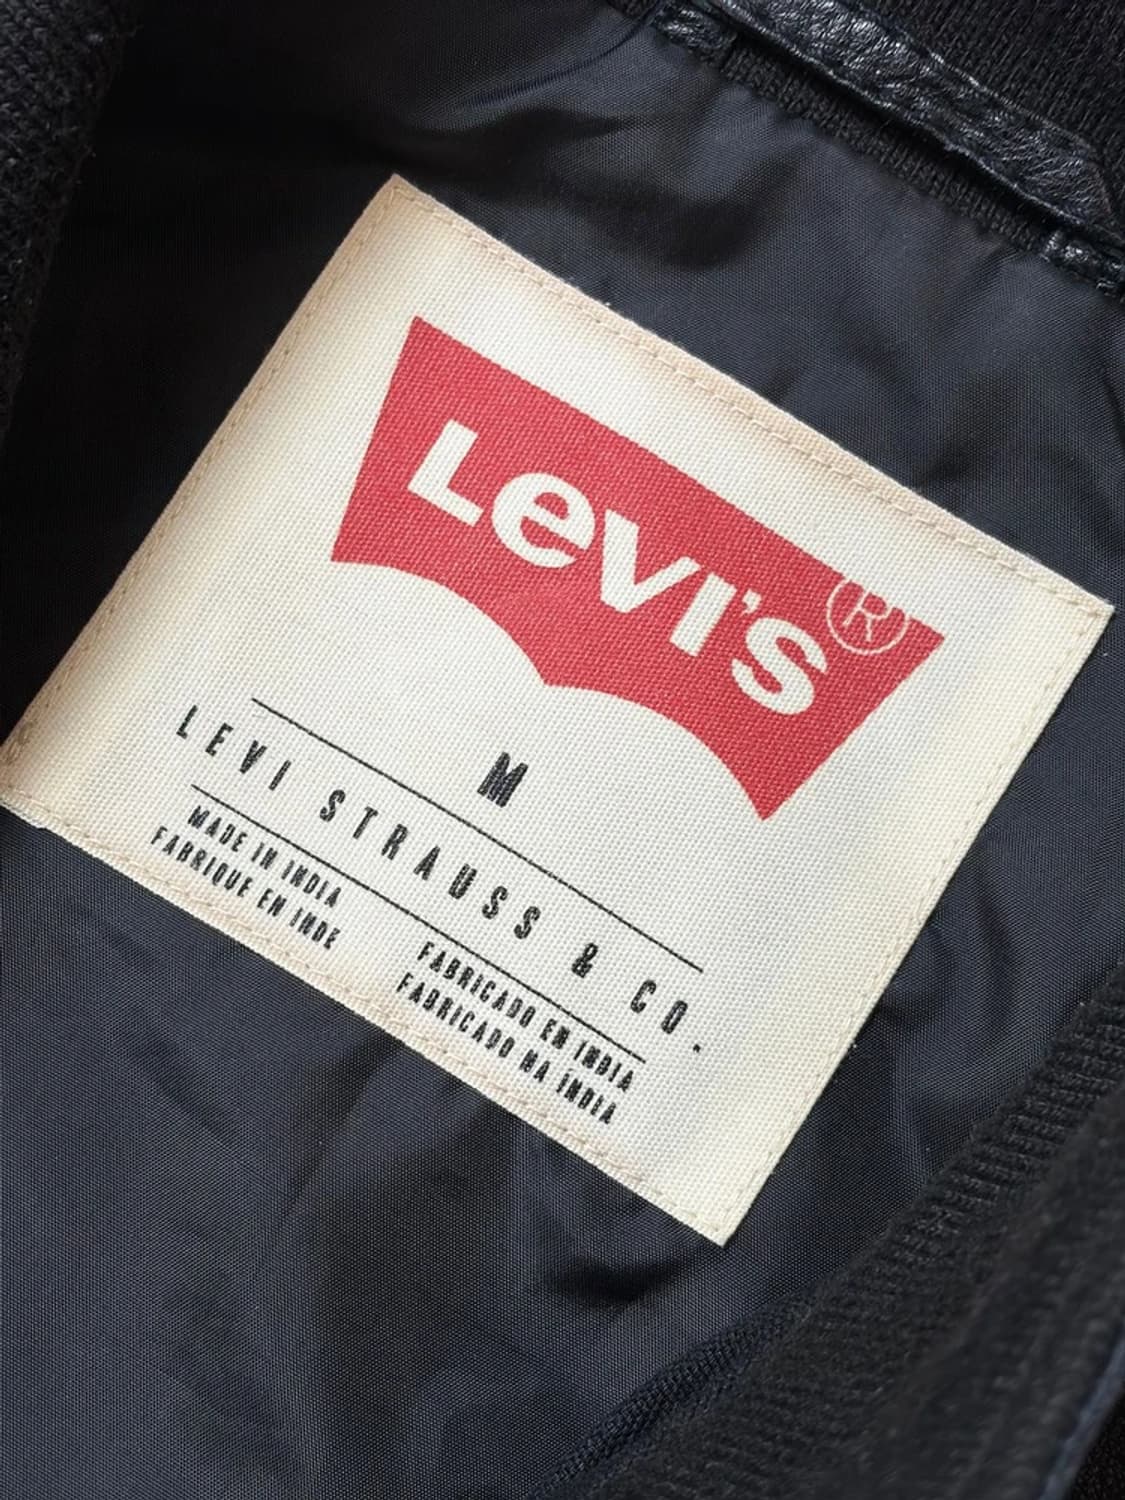 Levi's®
M
LEVI STRAUSS & CO.
MADE IN INDIA
FABRIQUE EN INDE
FABRICADO EN INDIA
FABRICADO NA ÍNDIA